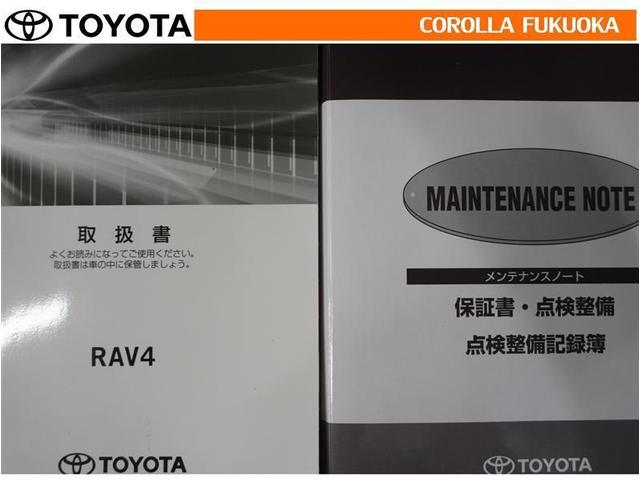 TOYOTA
COROLLA FUKUOKA
取扱書
よくお読みになってご使用ください。
取扱書は車の中に保管しましょう。
RAV4
TOYOTA
MAINTENANCE NOTE
メンテナンスノート
保証書・点検整備
点検整備記録簿
TOYOTA